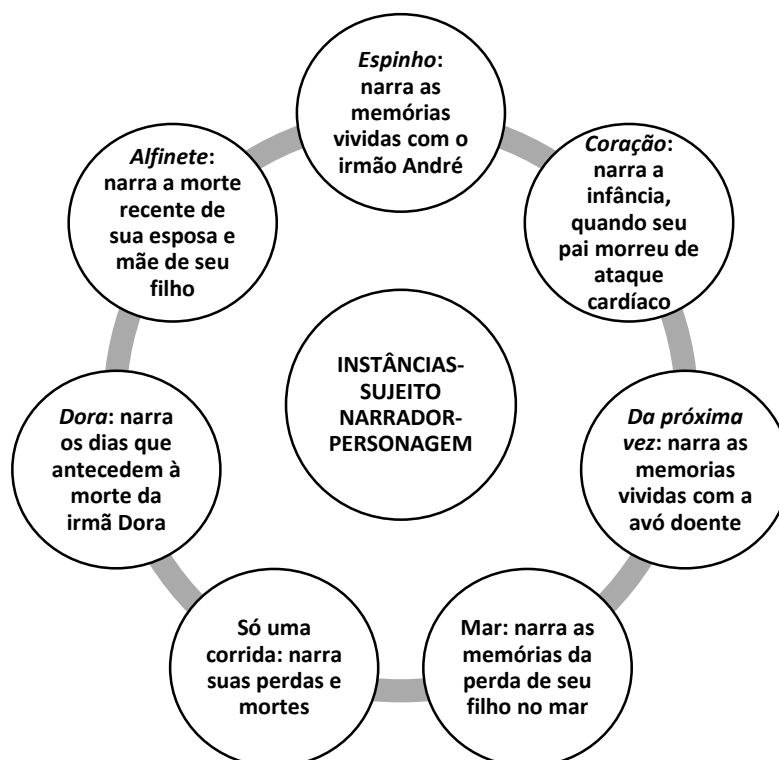 Espinho:
narra as
memórias
vividas com o
irmão André
Coração:
narra a
infância,
quando seu
pai morreu de
ataque
cardíaco
Da próxima
vez: narra as
memorias
vividas com a
avó doente
Mar: narra as
memórias da
perda de seu
filho no mar
Só uma
corrida: narra
suas perdas e
mortes
Dora: narra
os dias que
antecedem à
morte da
irmã Dora
Alfinete:
narra a morte
recente de
sua esposa e
mãe de seu
filho
INSTÂNCIAS-
SUJEITO
NARRADOR-
PERSONAGEM